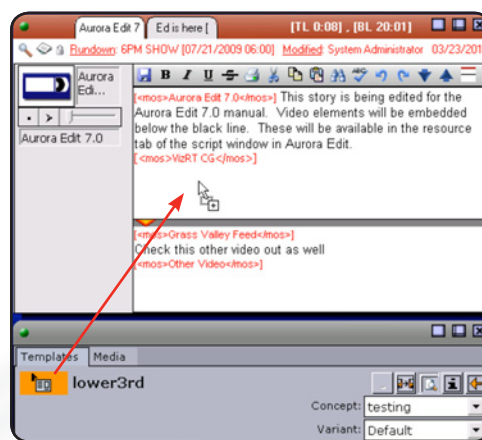 Aurora Edit 7
Ed is here [
[TL 0:08] , [BL 20:01]
Rundown: 6PM SHOW [07/21/2009 06:00] Modified: System Administrator 03/23/201
Aurora
Edi...
B I U S
Aurora Edit 7.0
[<mos>Aurora Edit 7.0</mos>] This story is being edited for the
Aurora Edit 7.0 manual. Video elements will be embedded
below the black line. These will be available in the resource
tab of the script window in Aurora Edit.
[<mos>VizRT CG</mos>]
[<mos>Grass Valley Feed</mos>]
Check this other video out as well
[<mos>Other Video</mos>]
Templates Media
lower3rd
Concept: testing
Variant: Default